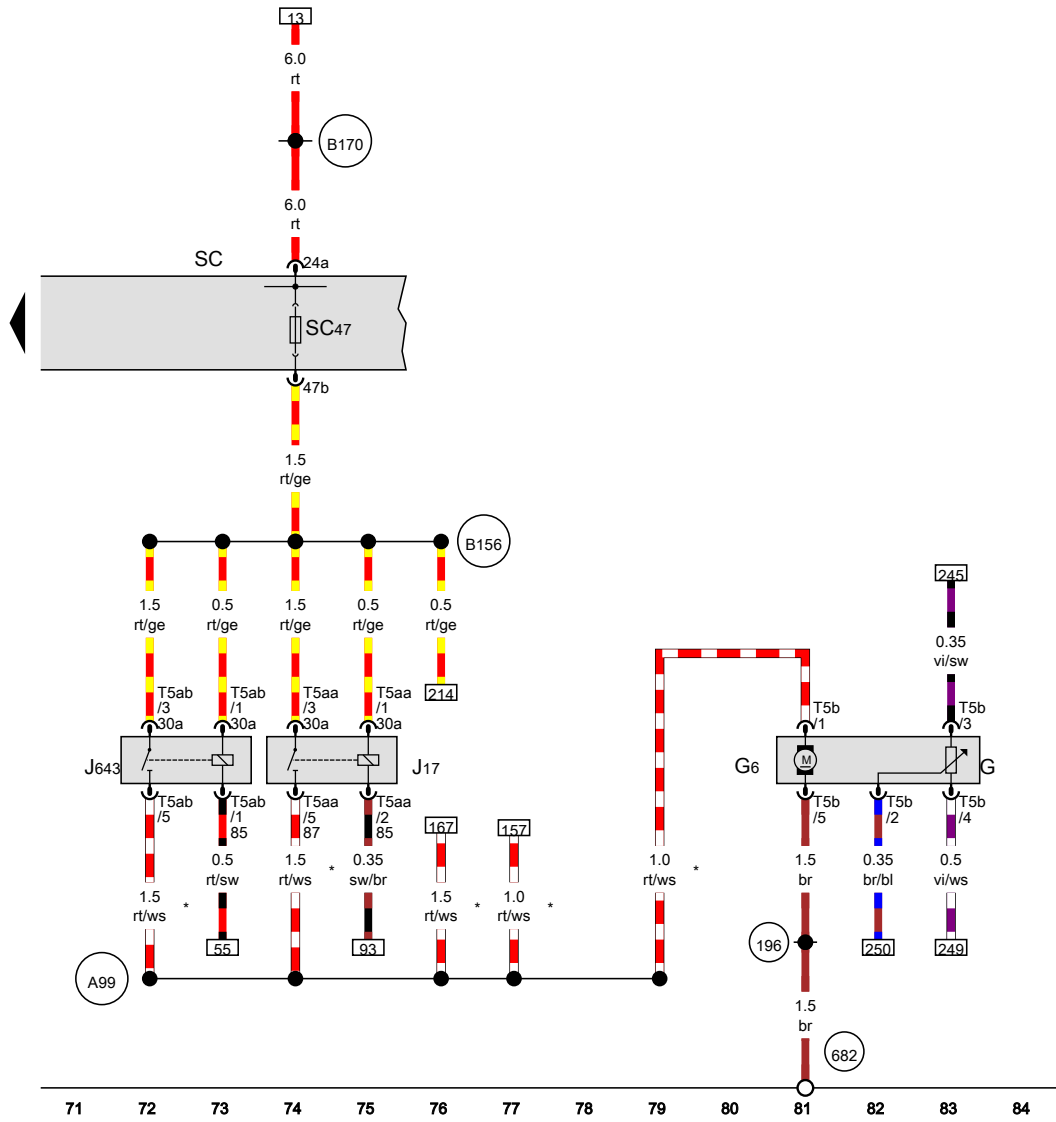 13
6.0
rt
B170
6.0
rt
SC
24a
SC47
47b
1.5
rt/ge
B156
245
1.5
rt/ge
0.5
rt/ge
1.5
rt/ge
0.5
rt/ge
0.5
rt/ge
0.35
vi/sw
T5ab
/3
30a
T5ab
/1
30a
T5aa
/3
30a
T5aa
/1
30a
214
T5b
/1
T5b
/3
J643
J17
G6
M
G
T5ab
/5
T5ab
/1
85
T5aa
/5
87
T5aa
/2
85
167
157
T5b
/5
T5b
/2
T5b
/4
1.5
rt/ws
*
0.5
rt/sw
1.5
rt/ws
*
0.35
sw/br
1.5
rt/ws
*
1.0
rt/ws
*
1.0
rt/ws
*
1.5
br
0.35
br/bl
0.5
vi/ws
55
93
196
250
249
A99
1.5
br
682
71 72 73 74 75 76 77 78 79 80 81 82 83 84